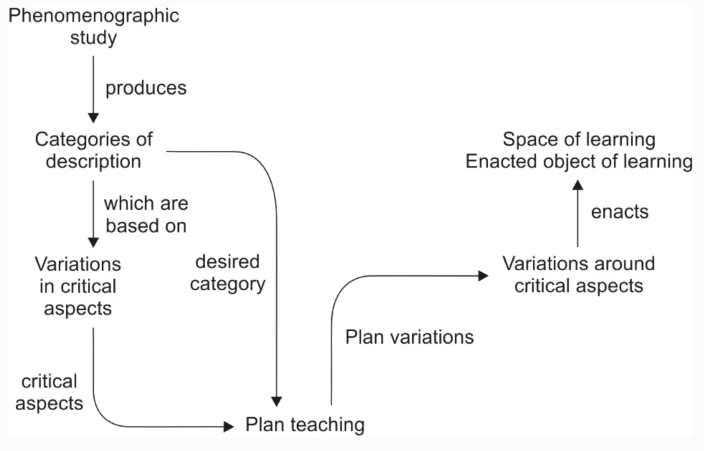 Phenomenographic
study
produces
Categories of
description
which are
based on
Variations
in critical
aspects
critical
aspects
desired
category
Plan teaching
Plan variations
Space of learning
Enacted object of learning
enacts
Variations around
critical aspects